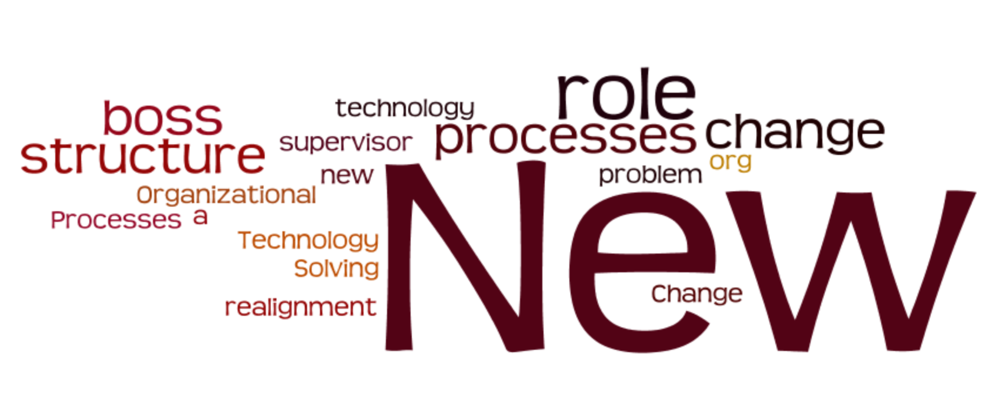 role
technology
boss
processes
change
supervisor
structure
org
new
problem
New
Organizational
Processes
a
Technology
Solving
Change
realignment